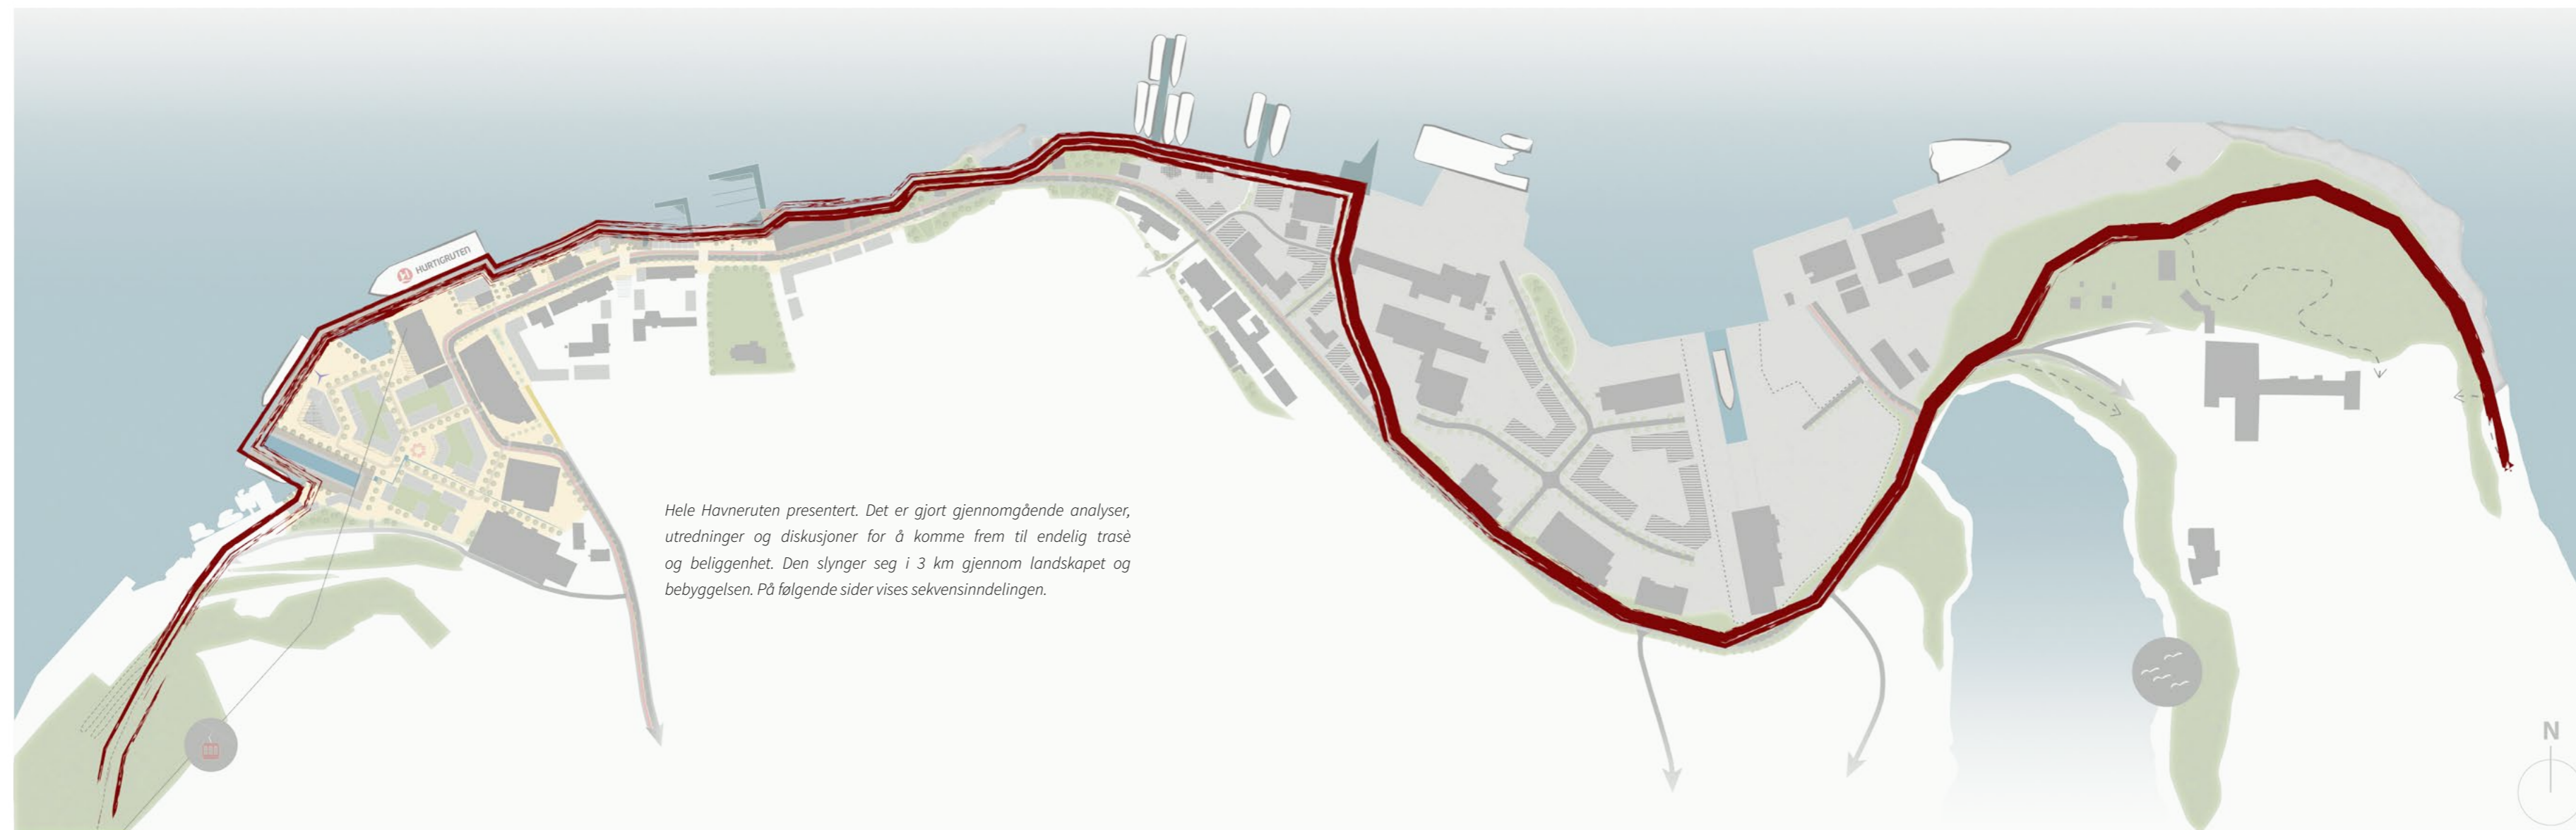 HURTIGRUTEN
Hele Havneruten presentert. Det er gjort gjennomgående analyser,
utredninger og diskusjoner for å komme frem til endelig trasè
og beliggenhet. Den slynger seg i 3 km gjennom landskapet og
bebyggelsen. På følgende sider vises sekvensinndelingen.
N